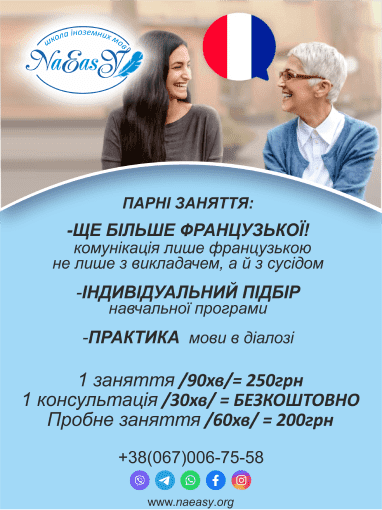 школа іноземних мов
NaEasY
ПАРНІ ЗАНЯТТЯ:
-ЩЕ БІЛЬШЕ ФРАНЦУЗЬКОЇ!
комунікація лише французькою
не лише з викладачем, а й з сусідом
-ІНДИВІДУАЛЬНИЙ ПІДБІР
навчальної програми
-ПРАКТИКА мови в діалозі
1 заняття /90хв/= 250грн
1 консультація /30хв/ = БЕЗКОШТОВНО
Пробне заняття /60хв/ = 200грн
+38(067)006-75-58
www.naeasy.org